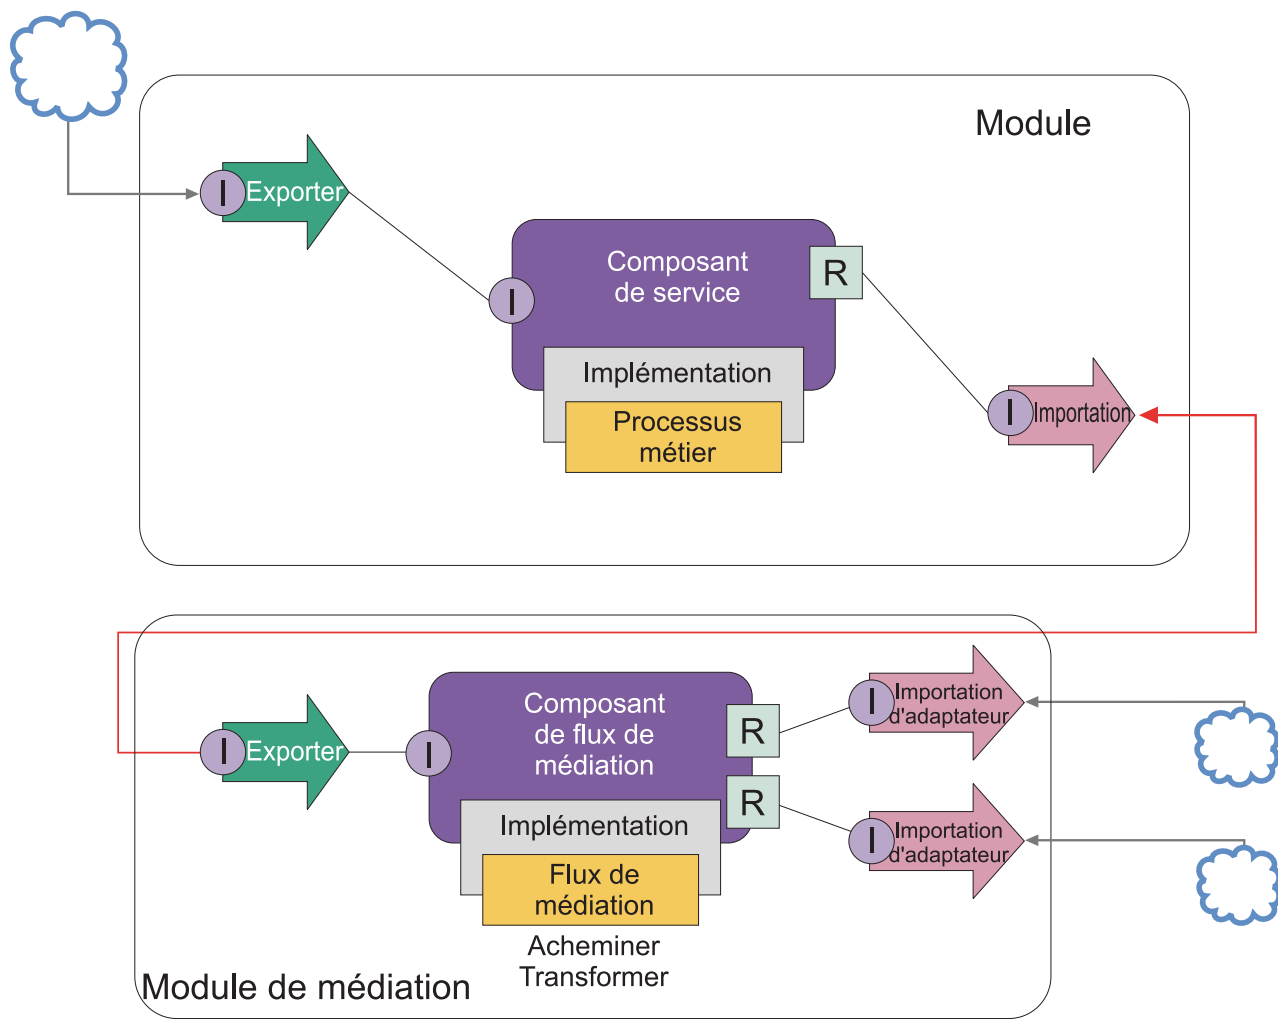 Module
I
Exporter
Composant
de service
I
R
Implémentation
Processus
métier
I
Importation
I
Exporter
I
Composant
de flux de
médiation
R
R
Implémentation
Flux de
médiation
Acheminer
Transformer
I
Importation
d'adaptateur
I
Importation
d'adaptateur
Module de médiation